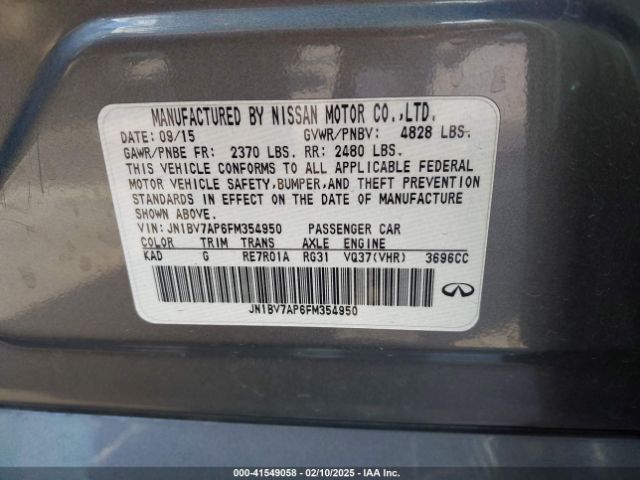 MANUFACTURED BY NISSAN MOTOR CO.,LTD.
DATE: 09/15 GVWR/PNBV: 4828 LBS.
GAWR/PNBE FR: 2370 LBS. RR: 2480 LBS.
THIS VEHICLE CONFORMS TO ALL APPLICABLE FEDERAL
MOTOR VEHICLE SAFETY,BUMPER,AND THEFT PREVENTION
STANDARDS IN EFFECT ON THE DATE OF MANUFACTURE
SHOWN ABOVE.
VIN: JN1BV7AP6FM354950 PASSENGER CAR
COLOR TRIM TRANS AXLE ENGINE
KAD G RE7R01A RG31 VQ37(VHR) 3696CC
JN1BV7AP6FM354950
INFINITI
000-41549058 - 02/10/2025 - IAA Inc.